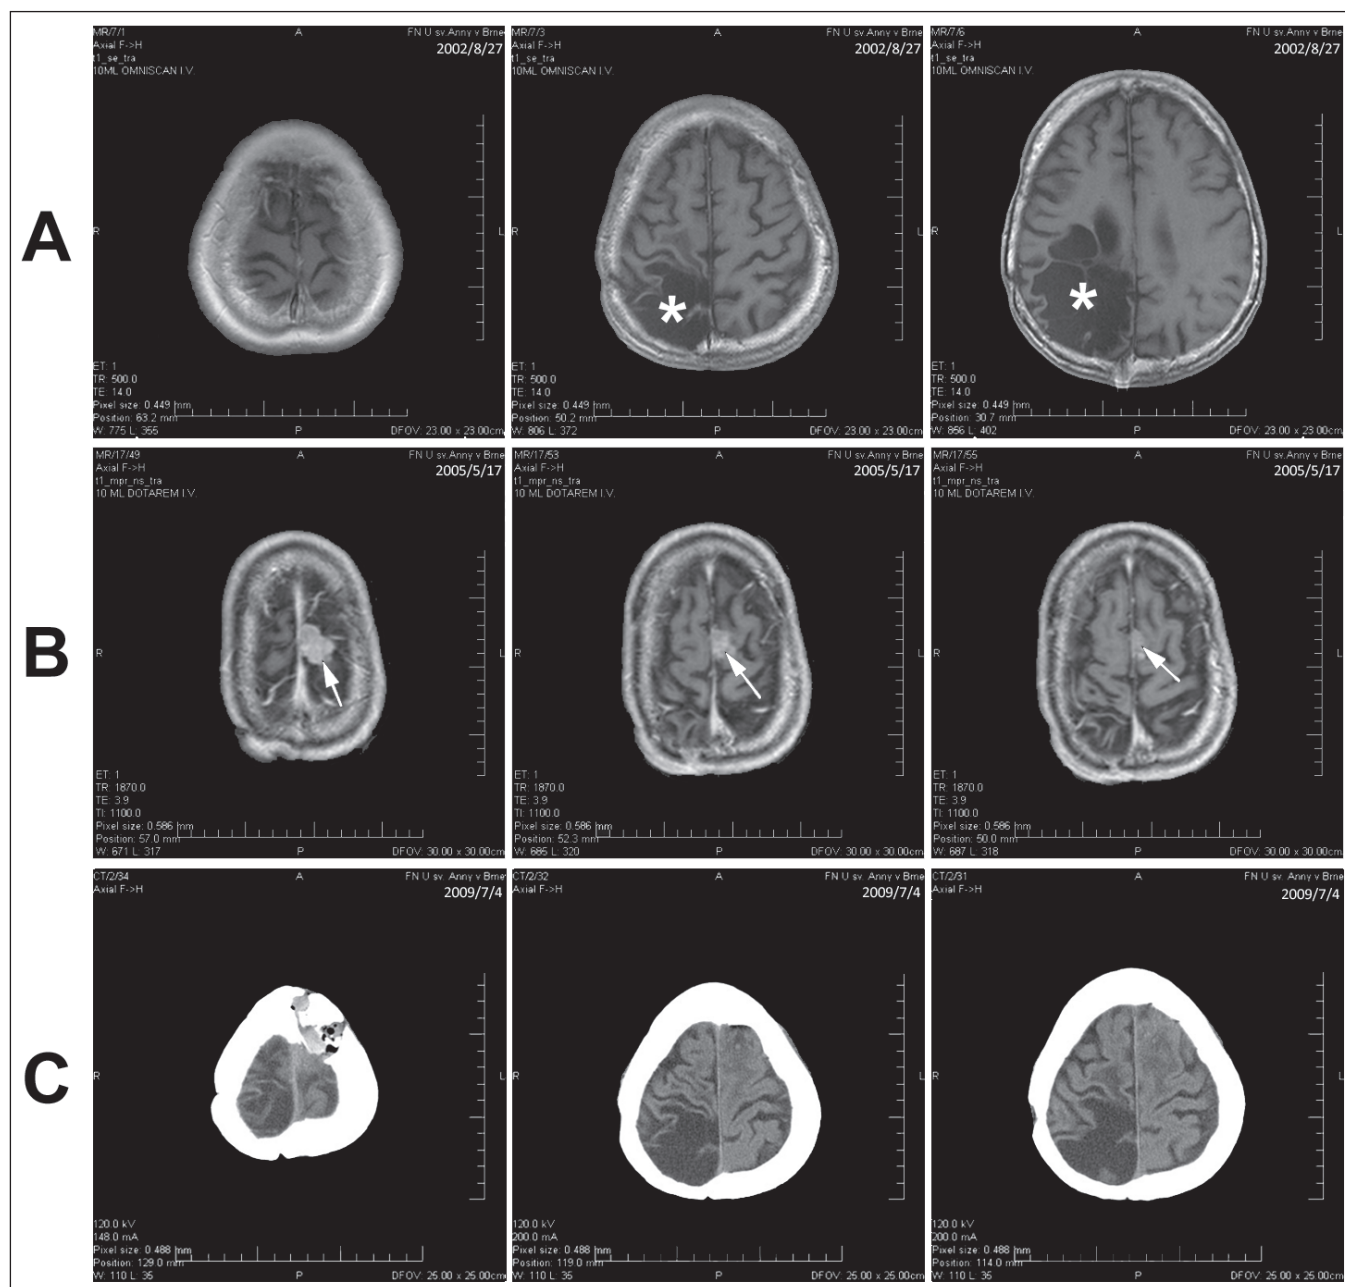 A
MR/7/1
A
FN U sv.Anny v Brne
Axial F->H
2002/8/27
t1_se_tra
10ML OMNISCAN I.V.
R
L
ET: 1
TR: 500.0
TE: 14.0
Pixel size: 0.449 mm
Position: 63.2 mm
W: 775 L: 355
P
DFOV: 23.00 x 23.00cm
MR/7/3
A
FN U sv.Anny v Brne
Axial F->H
2002/8/27
t1_se_tra
10ML OMNISCAN I.V.
R
L
*
ET: 1
TR: 500.0
TE: 14.0
Pixel size: 0.449 mm
Position: 50.2 mm
W: 806 L: 372
P
DFOV: 23.00 x 23.00cm
MR/7/6
A
FN U sv.Anny v Brne
Axial F->H
2002/8/27
t1_se_tra
10ML OMNISCAN I.V.
R
L
*
ET: 1
TR: 500.0
TE: 14.0
Pixel size: 0.449 mm
Position: 30.7 mm
W: 856 L: 402
P
DFOV: 23.00 x 23.00cm
B
MR/17/49
A
FN U sv.Anny v Brne
Axial F->H
2005/5/17
t1_mpr_ns_tra
10 ML DOTAREM I.V.
R
L
ET: 1
TR: 1870.0
TE: 3.9
TI: 1100.0
Pixel size: 0.586 mm
Position: 57.0 mm
W: 671 L: 317
P
DFOV: 30.00 x 30.00cm
MR/17/53
A
FN U sv.Anny v Brne
Axial F->H
2005/5/17
t1_mpr_ns_tra
10 ML DOTAREM I.V.
R
L
ET: 1
TR: 1870.0
TE: 3.9
TI: 1100.0
Pixel size: 0.586 mm
Position: 52.3 mm
W: 685 L: 320
P
DFOV: 30.00 x 30.00cm
MR/17/55
A
FN U sv.Anny v Brne
Axial F->H
2005/5/17
t1_mpr_ns_tra
10 ML DOTAREM I.V.
R
L
ET: 1
TR: 1870.0
TE: 3.9
TI: 1100.0
Pixel size: 0.586 mm
Position: 50.0 mm
W: 687 L: 318
P
DFOV: 30.00 x 30.00cm
C
CT/2/34
A
FN U sv. Anny v Brne
Axial F->H
2009/7/4
R
L
120.0 kV
148.0 mA
Pixel size: 0.488 mm
Position: 129.0 mm
W: 110 L: 35
P
DFOV: 25.00 x 25.00cm
CT/2/32
A
FN U sv. Anny v Brne
Axial F->H
2009/7/4
R
L
120.0 kV
200.0 mA
Pixel size: 0.488 mm
Position: 119.0 mm
W: 110 L: 35
P
DFOV: 25.00 x 25.00cm
CT/2/31
A
FN U sv. Anny v Brne
Axial F->H
2009/7/4
R
L
120.0 kV
200.0 mA
Pixel size: 0.488 mm
Position: 114.0 mm
W: 110 L: 35
P
DFOV: 25.00 x 25.00cm